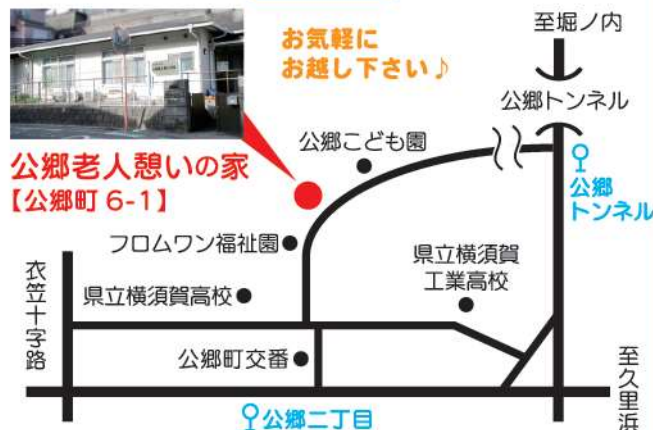 お気軽に
お越し下さい♪
至堀ノ内
公郷トンネル
公郷こども園
公郷
トンネル
公郷老人憩いの家
【公郷町 6-1】
フロムワン福祉園
県立横須賀
工業高校
衣笠十字路
県立横須賀高校
公郷町交番
至久里浜
公郷二丁目